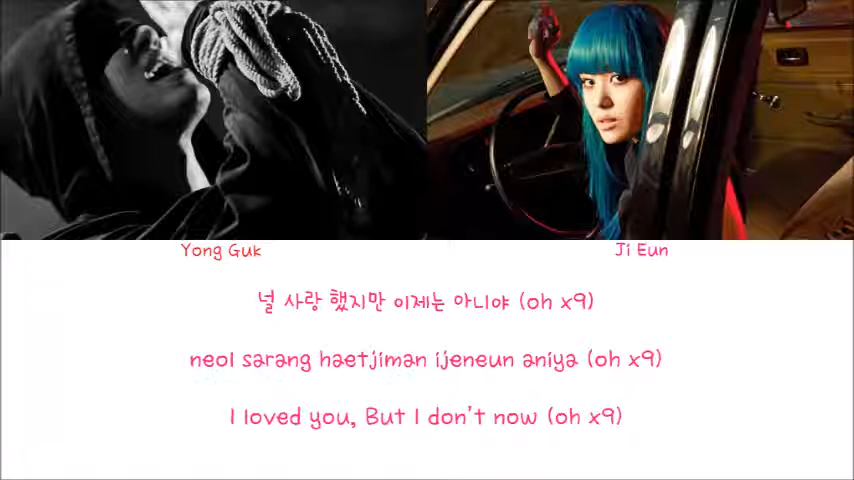 Yong Guk
Ji Eun
널 사랑 했지만 이제는 아니야 (oh x9)
neol sarang haetjiman ijeneun aniya (oh x9)
I loved you, But I don't now (oh x9)